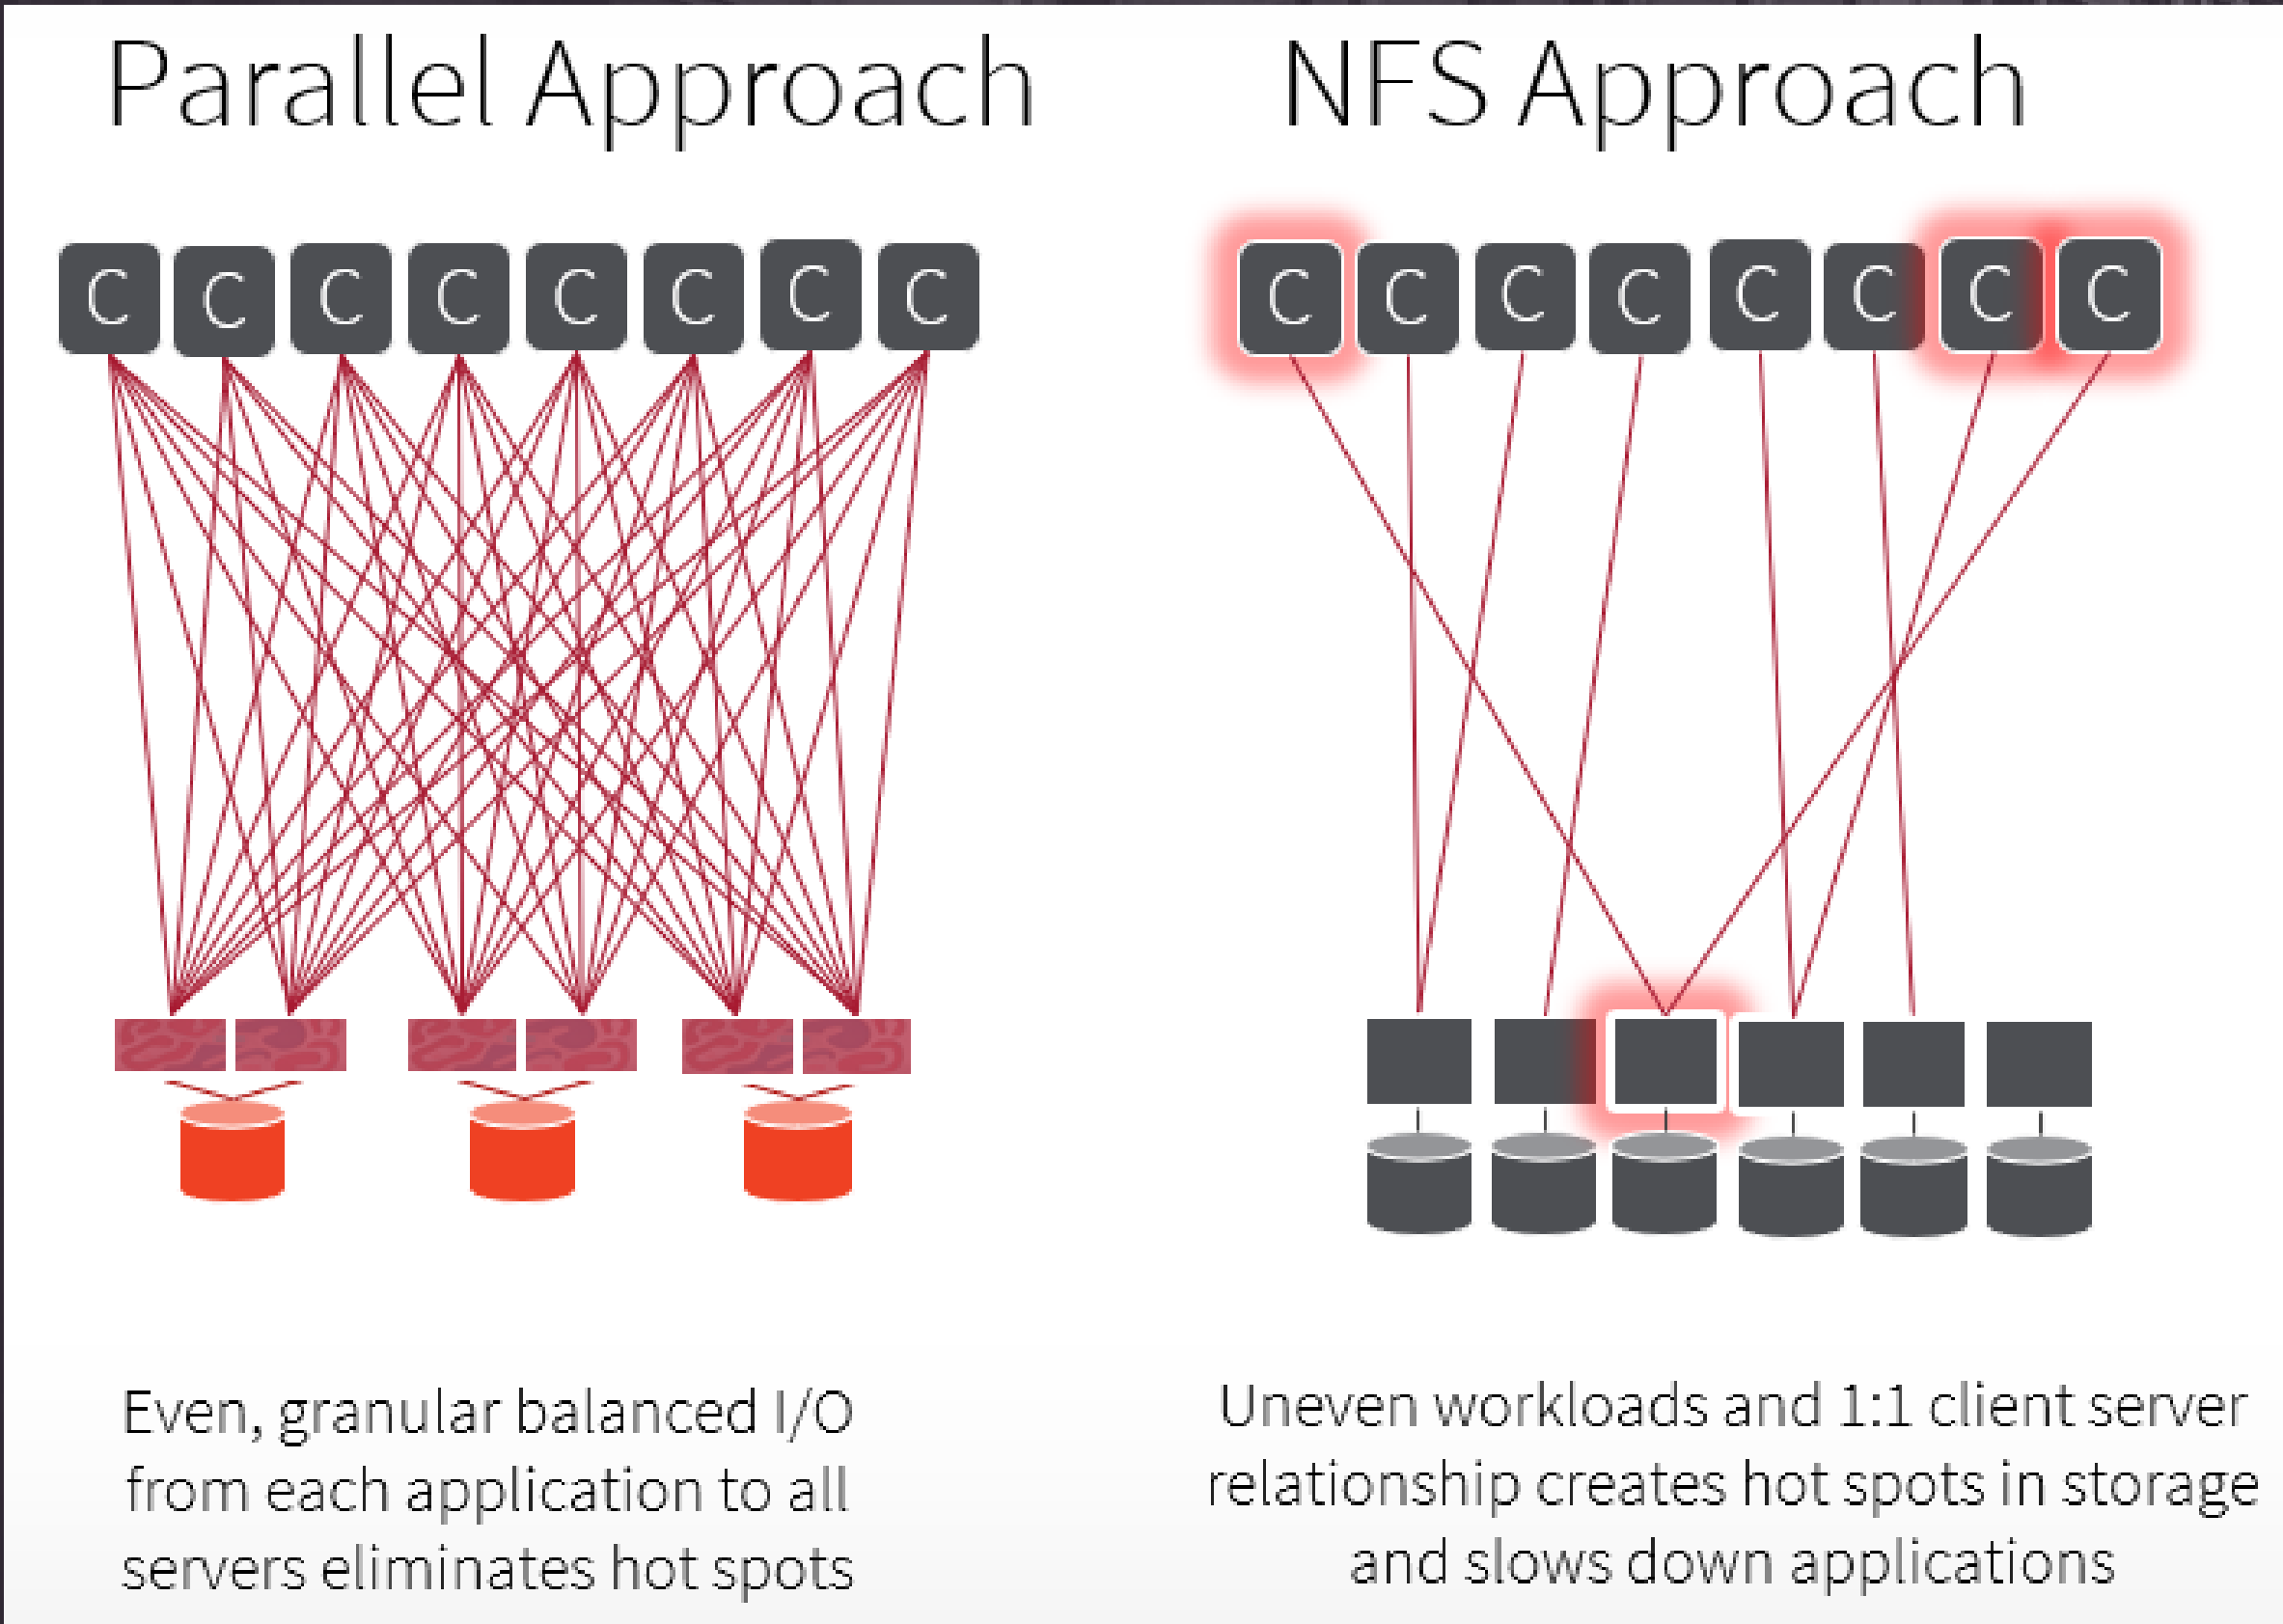 Parallel Approach
C C C C C C C C
Even, granular balanced I/O
from each application to all
servers eliminates hot spots
NFS Approach
C C C C C C C C
Uneven workloads and 1:1 client server
relationship creates hot spots in storage
and slows down applications